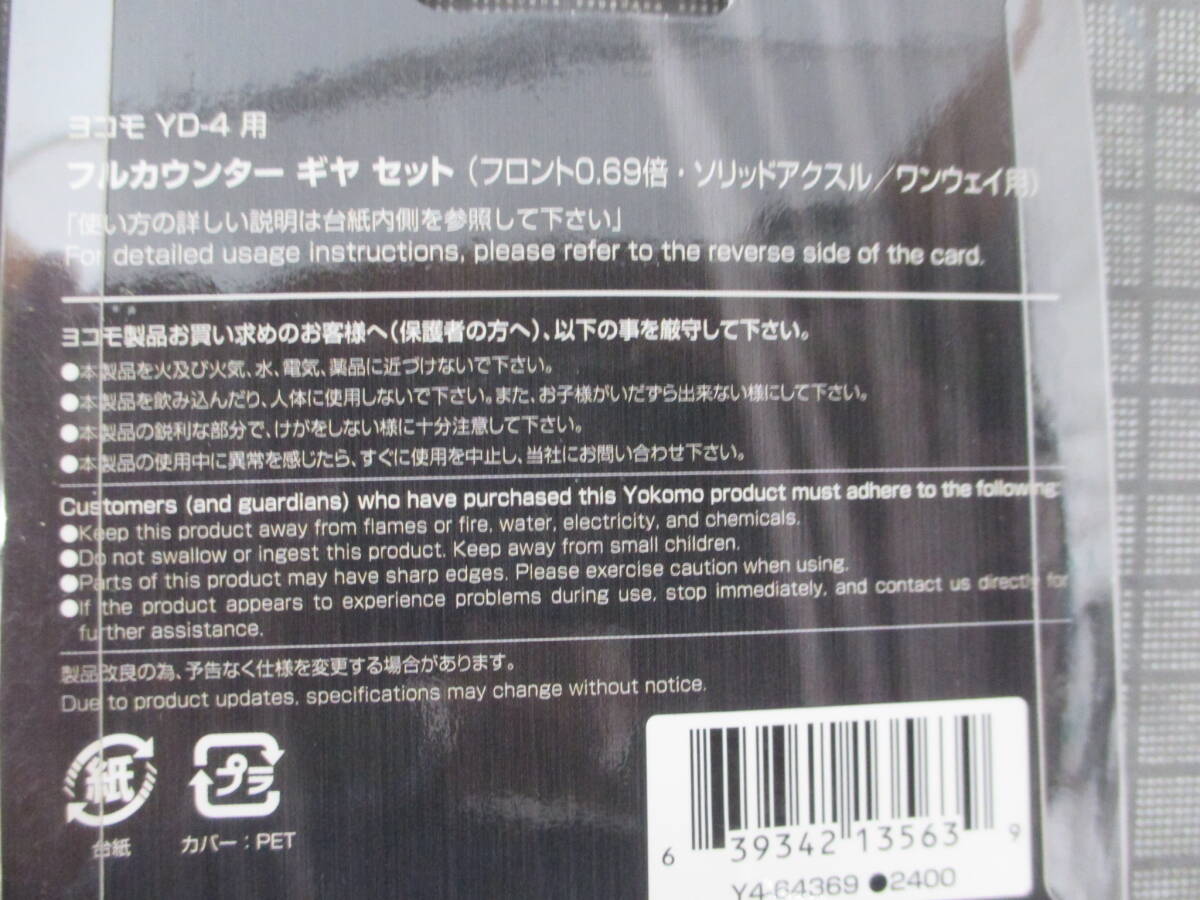 ヨコモ YD-4 用
フルカウンター ギヤ セット（フロント0.69倍・ソリッドアクスル／ワンウェイ用）
「使い方の詳しい説明は台紙内側を参照して下さい」
For detailed usage instructions, please refer to the reverse side of the card.
ヨコモ製品お買い求めのお客様へ（保護者の方へ）、以下の事を厳守して下さい。
●本製品を火及び火気、水、電気、薬品に近づけないで下さい。
●本製品を飲み込んだり、人体に使用しないで下さい。また、お子様がいだずら出来ない様にして下さい。
●本製品の鋭利な部分で、けがをしない様に十分注意して下さい。
●本製品の使用中に異常を感じたら、すぐに使用を中止し、当社にお問い合わせ下さい。
Customers (and guardians) who have purchased this Yokomo product must adhere to the following:
●Keep this product away from flames or fire, water, electricity, and chemicals.
●Do not swallow or ingest this product. Keep away from small children.
●Parts of this product may have sharp edges. Please exercise caution when using.
●If the product appears to experience problems during use, stop immediately, and contact us directly for
further assistance.
製品改良の為、予告なく仕様を変更する場合があります。
Due to product updates, specifications may change without notice.
紙 プラ
台紙 カバー：PET
6 39342 13563 9
Y4-64369 ●2400